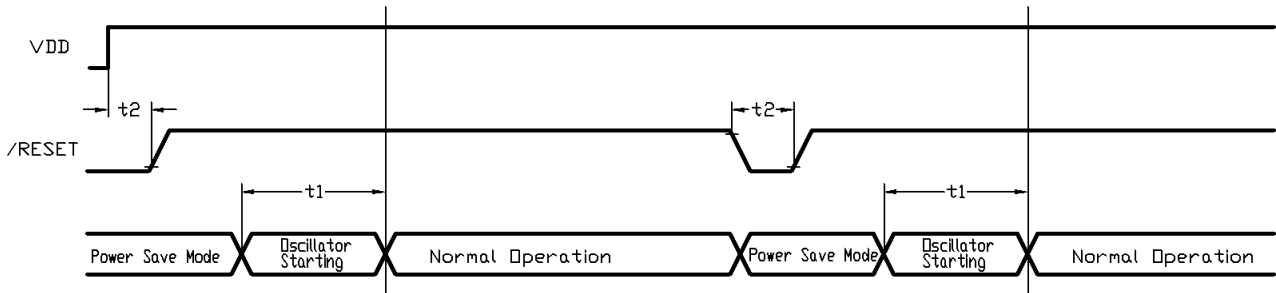 VDD
t2
t2
/RESET
t1
t1
Power Save Mode
Oscillator
Starting
Normal Operation
Power Save Mode
Oscillator
Starting
Normal Operation